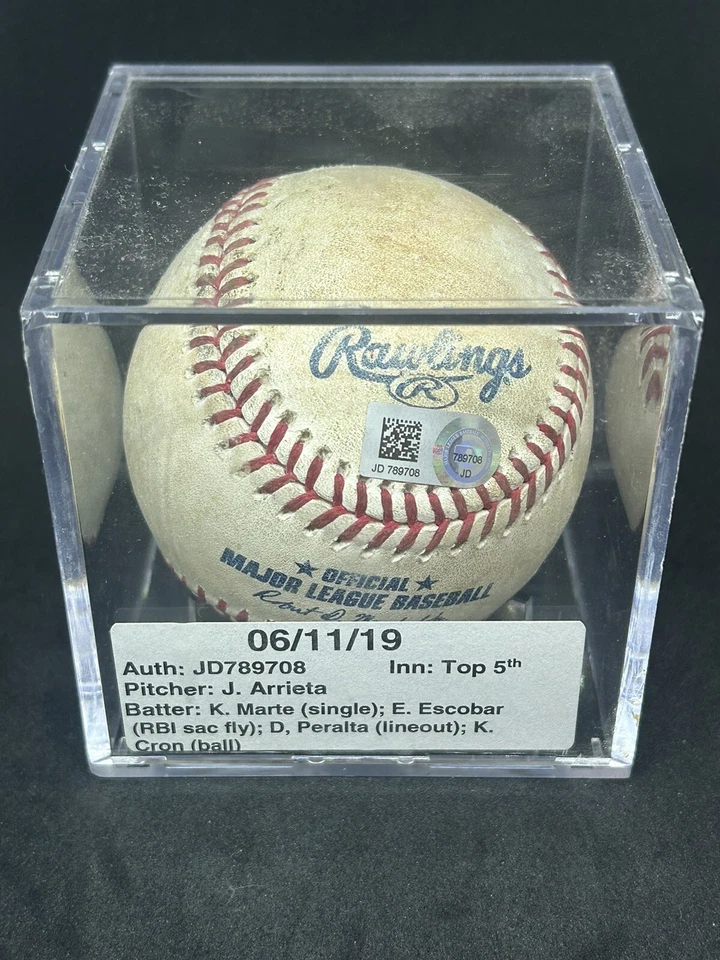 Rawlings
R
JD 789708
789708
JD
OFFICIAL
MAJOR LEAGUE BASEBALL
06/11/19
Auth: JD789708 Inn: Top 5th
Pitcher: J. Arrieta
Batter: K. Marte (single); E. Escobar
(RBI sac fly); D, Peralta (lineout); K.
Cron (ball)